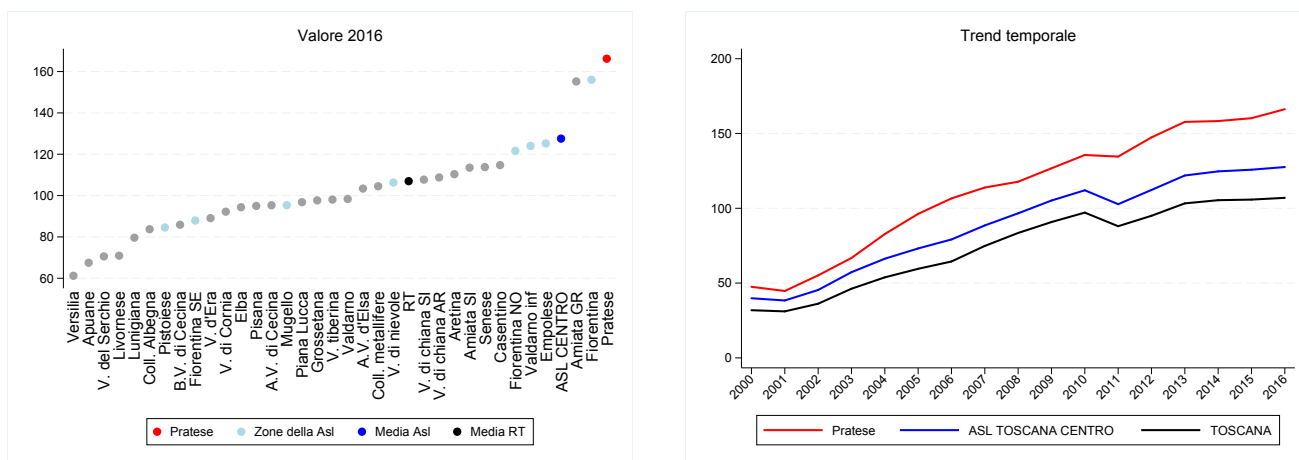 Valore 2016
160
140
120
100
80
60
Versilia
Apuane
V. del Serchio
Livornese
Lunigiana
Coll. Albegna
Pistoiese
B.V. di Cecina
Fiorentina SE
V. d'Era
V. di Cornia
Elba
Pisana
A.V. di Cecina
Mugello
Piana Lucca
Grossetana
V. tiberina
Valdarno
A.V. d'Elsa
Coll. metallifere
V. di nievole
RT
V. di chiana SI
V. di chiana AR
Aretina
Amiata SI
Senese
Casentino
Fiorentina NO
Valdarno inf
Empolese
ASL CENTRO
Amiata GR
Fiorentina
Pratese
Pratese Zone della Asl Media Asl Media RT
Trend temporale
200
150
100
50
0
2000 2001 2002 2003 2004 2005 2006 2007 2008 2009 2010 2011 2012 2013 2014 2015 2016
Pratese ASL TOSCANA CENTRO TOSCANA